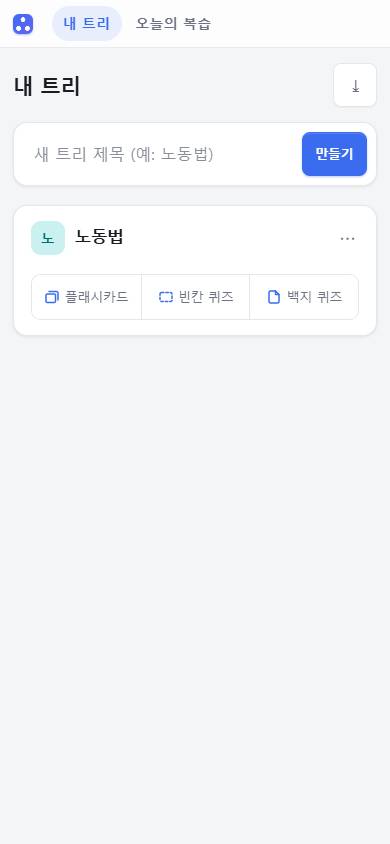 내 트리 오늘의 복습
내 트리
새 트리 제목 (예: 노동법) 만들기
노 노동법
플래시카드 빈칸 퀴즈 백지 퀴즈